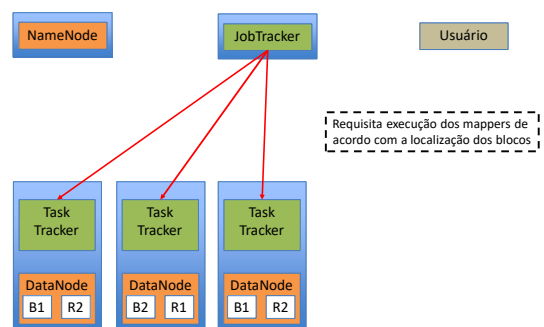 NameNode
JobTracker
Usuário
Requisita execução dos mappers de
acordo com a localização dos blocos
Task
Tracker
Task
Tracker
Task
Tracker
DataNode
B1 R2
DataNode
B2 R1
DataNode
B1 R2